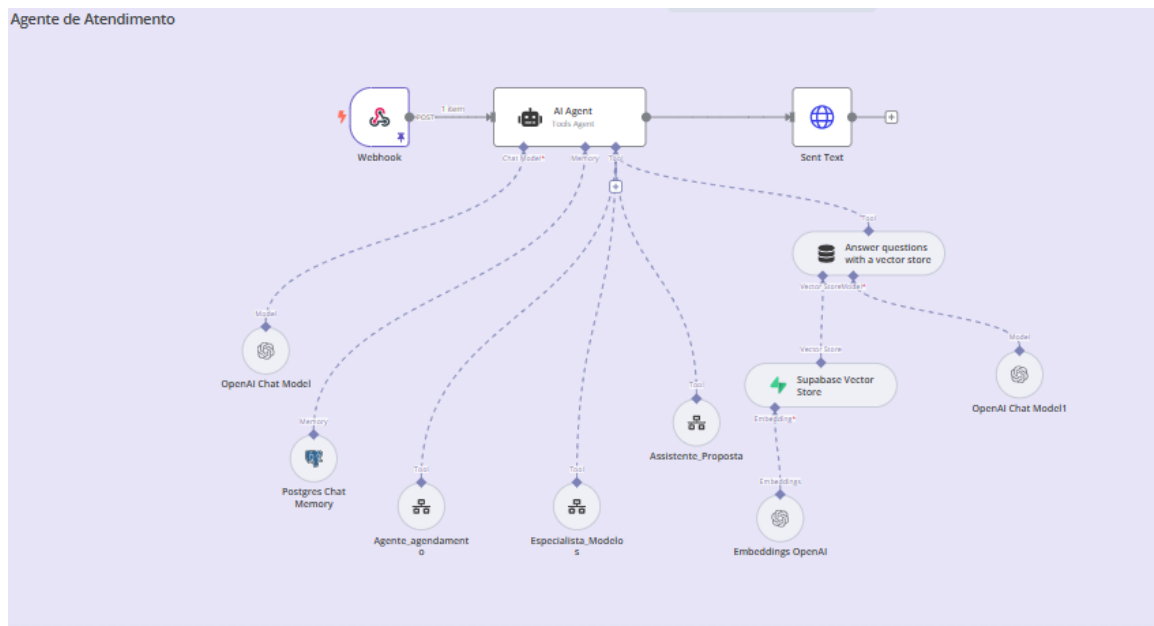 Agente de Atendimento
1 item
POST
AI Agent
Tools Agent
Webhook
Sent Text
Chat Model*
Memory
Tool
Tool
Answer questions
with a vector store
Vector Store
Model*
Model
OpenAI Chat Model
Vector Store
Supabase Vector
Store
Model
OpenAI Chat Model1
Tool
Assistente_Proposta
Embedding*
Memory
Postgres Chat
Memory
Tool
Agente_agendament
o
Tool
Especialista_Modelo
s
Embeddings
Embeddings OpenAI